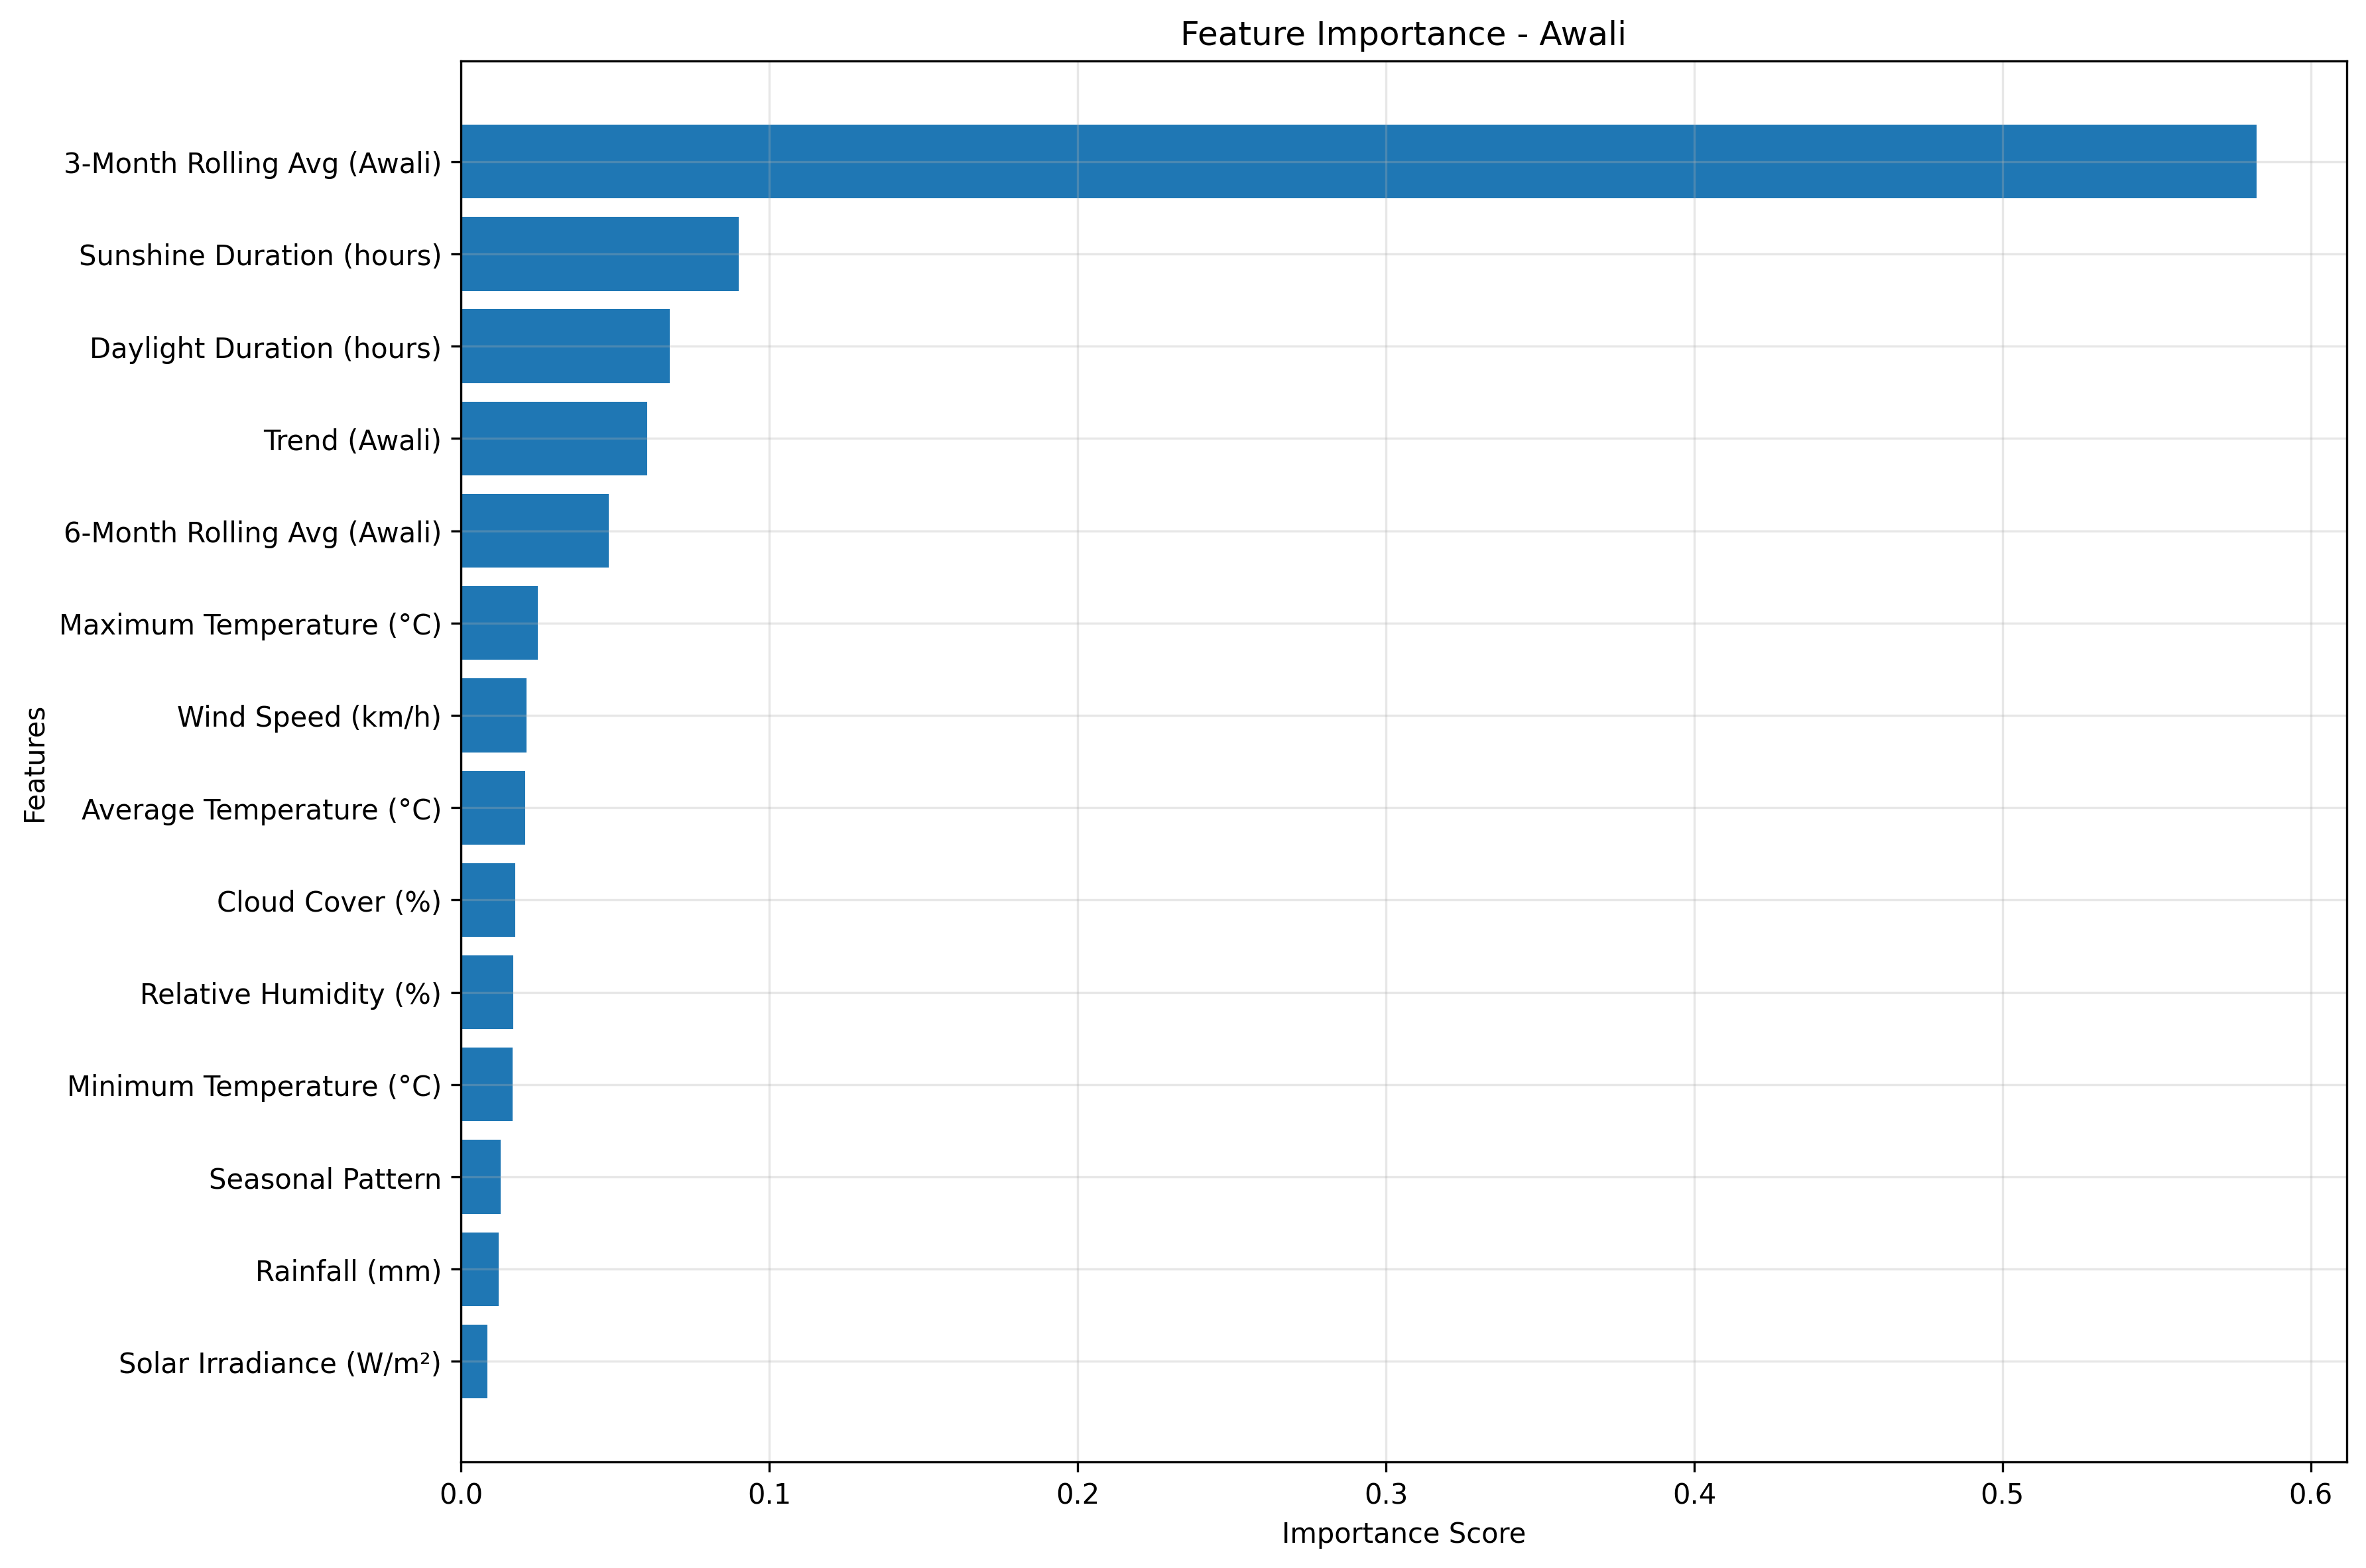 Feature Importance - Awali
3-Month Rolling Avg (Awali)
Sunshine Duration (hours)
Daylight Duration (hours)
Trend (Awali)
6-Month Rolling Avg (Awali)
Maximum Temperature (°C)
Wind Speed (km/h)
Average Temperature (°C)
Cloud Cover (%)
Relative Humidity (%)
Minimum Temperature (°C)
Seasonal Pattern
Rainfall (mm)
Solar Irradiance (W/m²)
Features
0.0 0.1 0.2 0.3 0.4 0.5 0.6
Importance Score